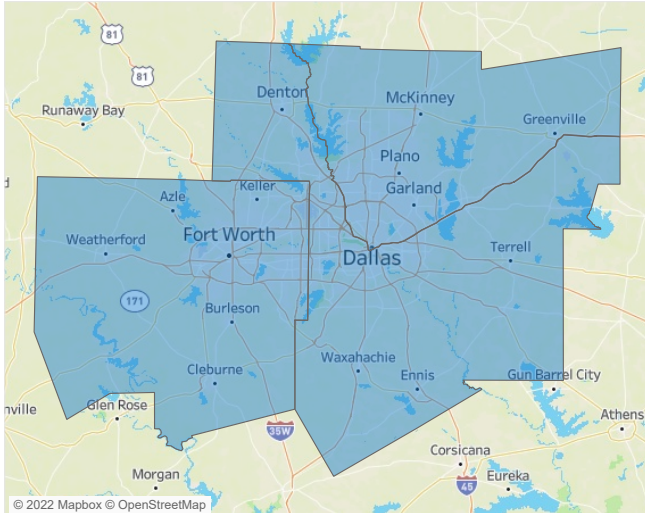 81
81
Runaway Bay
Denton
McKinney
Greenville
Plano
Garland
Keller
Azle
Fort Worth
Weatherford
Dallas
Terrell
171
Burleson
Waxahachie
Cleburne
Ennis
Gun Barrel City
nville
Glen Rose
Athens
35W
Corsicana
Morgan
Eureka
45
© 2022 Mapbox © OpenStreetMap